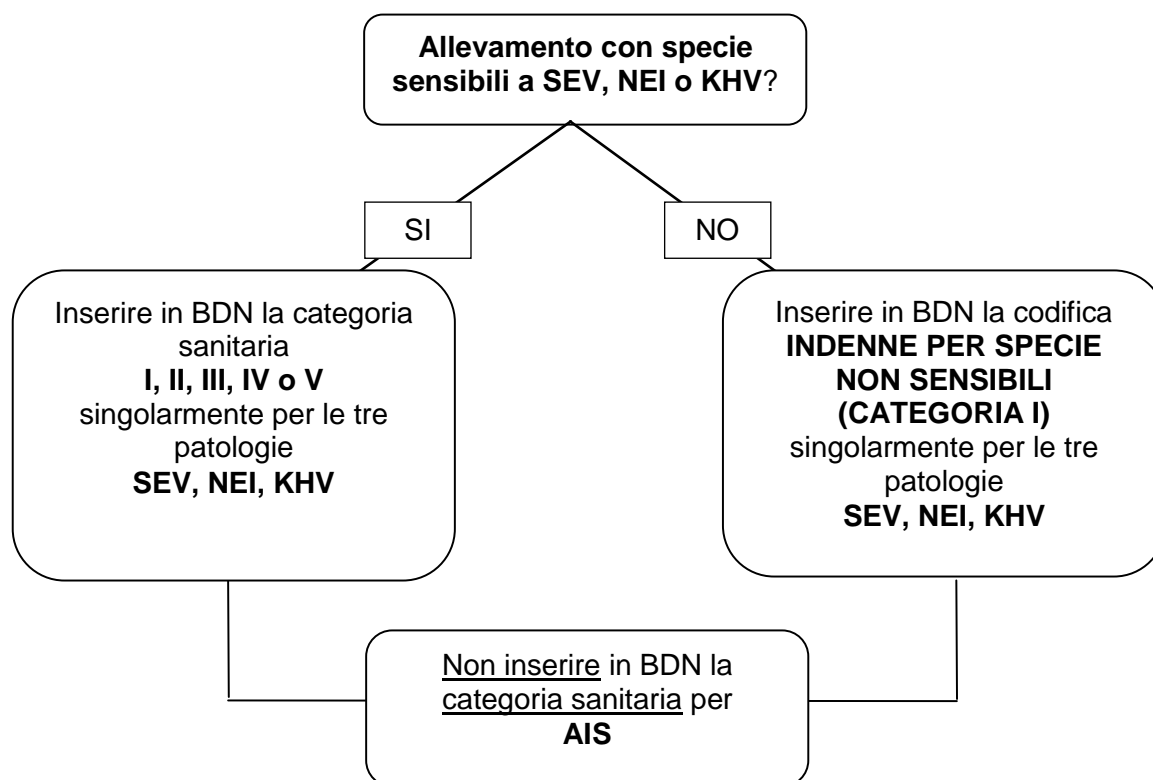 Allevamento con specie
sensibili a SEV, NEI o KHV?
SI
NO
Inserire in BDN la categoria
sanitaria
I, II, III, IV o V
singolarmente per le tre
patologie
SEV, NEI, KHV
Inserire in BDN la codifica
INDENNE PER SPECIE
NON SENSIBILI
(CATEGORIA I)
singolarmente per le tre
patologie
SEV, NEI, KHV
Non inserire in BDN la
categoria sanitaria per
AIS